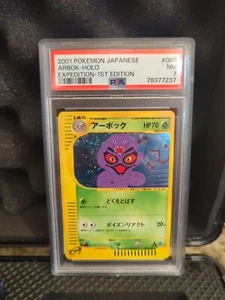 2001 POKEMON JAPANESE
ARBOK-HOLO
NM
EXPEDITION-1ST EDITION
7
PSA
78377237
アーボック
HP70
どくをとばす
ポイズンリアクト
20